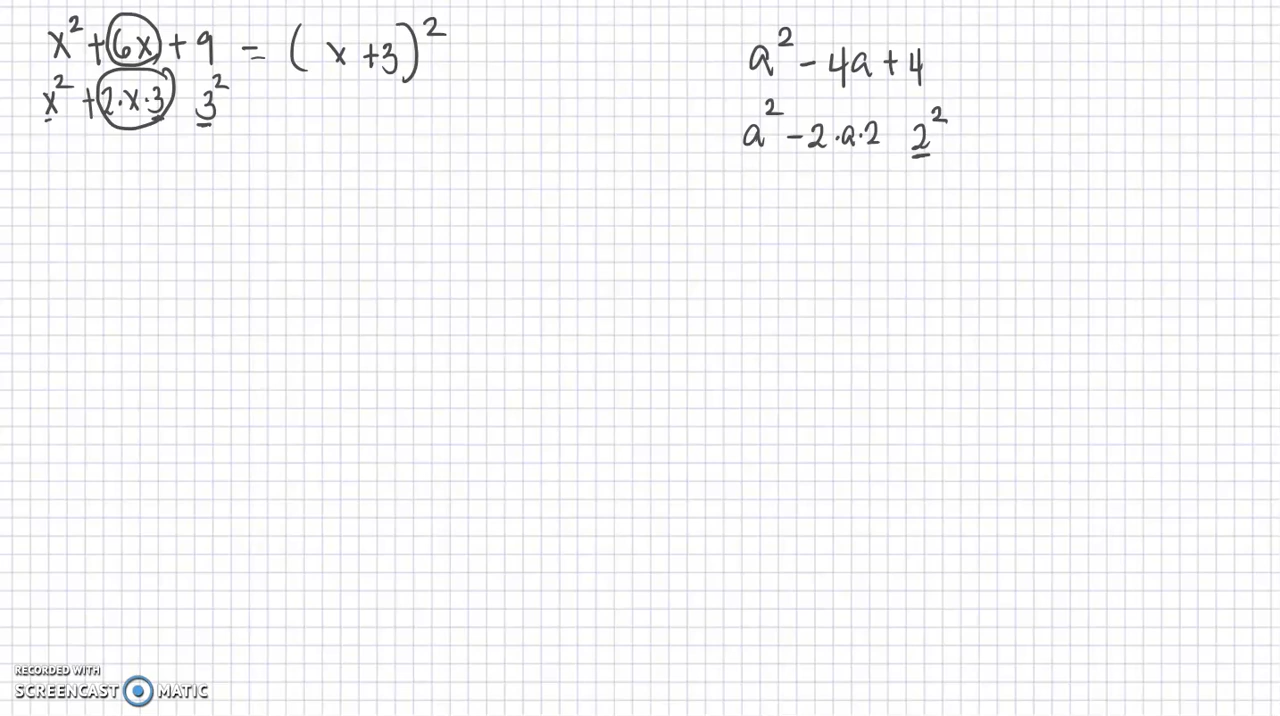 x² + 6x + 9 = (x + 3)²
x² + 2·x·3 3²
a² - 4a + 4
a² - 2·a·2 2²
RECORDED WITH
SCREENCAST MATIC